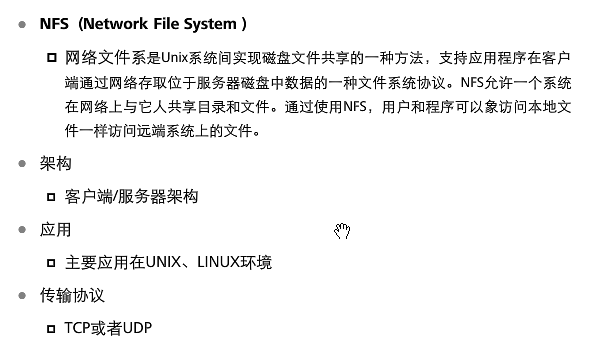 NFS（Network File System ）
网络文件系是Unix系统间实现磁盘文件共享的一种方法，支持应用程序在客户
端通过网络存取位于服务器磁盘中数据的一种文件系统协议。NFS允许一个系统
在网络上与它人共享目录和文件。通过使用NFS，用户和程序可以象访问本地文
件一样访问远端系统上的文件。
架构
客户端/服务器架构
应用
主要应用在UNIX、LINUX环境
传输协议
TCP或者UDP